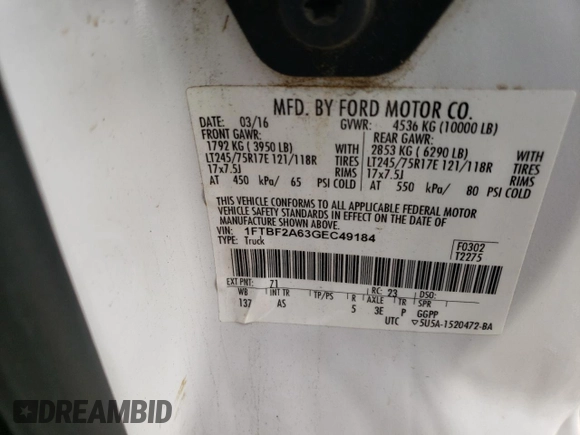 MFD. BY FORD MOTOR CO.
DATE: 03/16 GVWR: 4536 KG (10000 LB)
FRONT GAWR: REAR GAWR:
1792 KG ( 3950 LB) WITH 2853 KG ( 6290 LB) WITH
LT245/75R17E 121/118R TIRES LT245/75R17E 121/118R TIRES
17x7.5J RIMS 17x7.5J RIMS
AT 450 kPa/ 65 PSI COLD AT 550 kPa/ 80 PSI COLD
THIS VEHICLE CONFORMS TO ALL APPLICABLE FEDERAL MOTOR
VEHICLE SAFETY STANDARDS IN EFFECT ON THE DATE OF
MANUFACTURE SHOWN ABOVE.
VIN: 1FTBF2A63GEC49184
TYPE: Truck
F0302
T2275
EXT PNT: Z1 RC: 23 DSO:
WB INT TR TP/PS R AXLE TR SPR
137 AS 5 3E P GGPP
UTC ▽5U5A-1520472-BA
DREAMBID